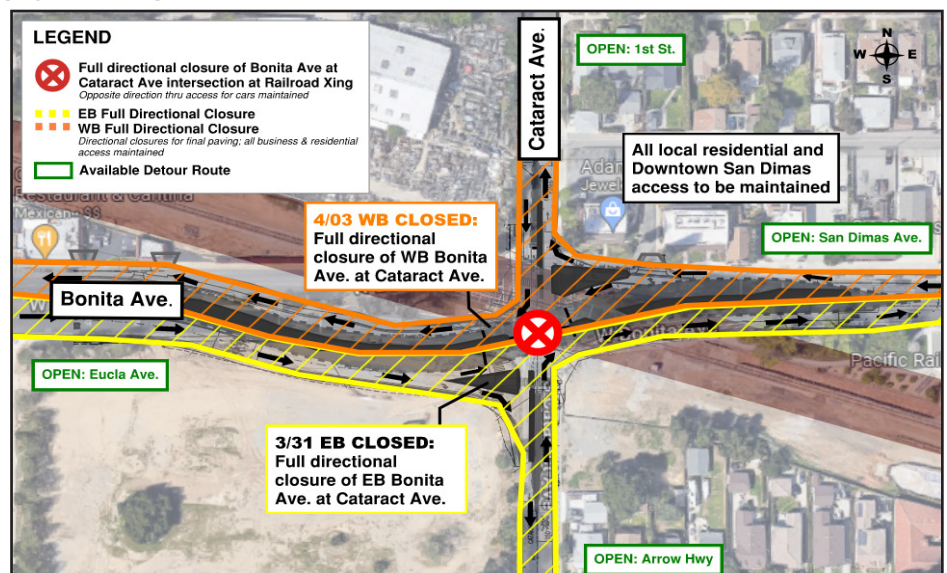 LEGEND
Full directional closure of Bonita Ave at
Cataract Ave intersection at Railroad Xing
Opposite direction thru access for cars maintained
EB Full Directional Closure
WB Full Directional Closure
Directional closures for final paving; all business & residential
access maintained
Available Detour Route
Cataract Ave.
OPEN: 1st St.
N
W E
S
All local residential and
Downtown San Dimas
access to be maintained
Restaurant & Cantina
Mexican • $$
4/03 WB CLOSED:
Full directional
closure of WB Bonita
Ave. at Cataract Ave.
OPEN: San Dimas Ave.
Bonita Ave.
OPEN: Eucla Ave.
3/31 EB CLOSED:
Full directional
closure of EB Bonita
Ave. at Cataract Ave.
OPEN: Arrow Hwy